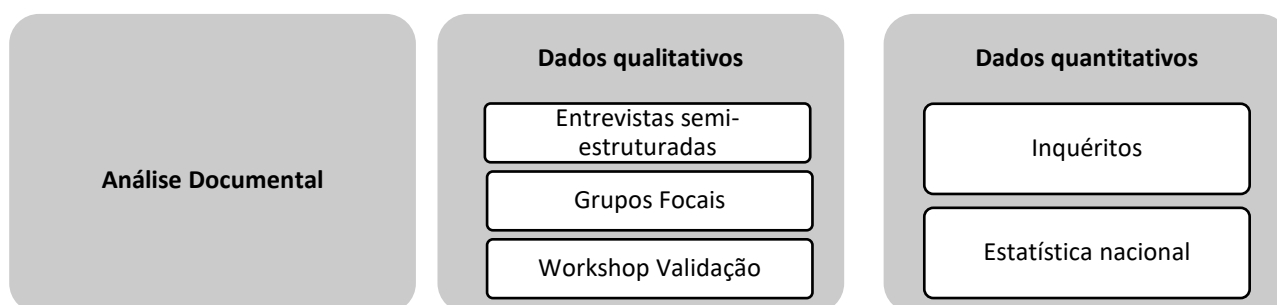 Análise Documental
Dados qualitativos
Entrevistas semi-
estruturadas
Grupos Focais
Workshop Validação
Dados quantitativos
Inquéritos
Estatística nacional